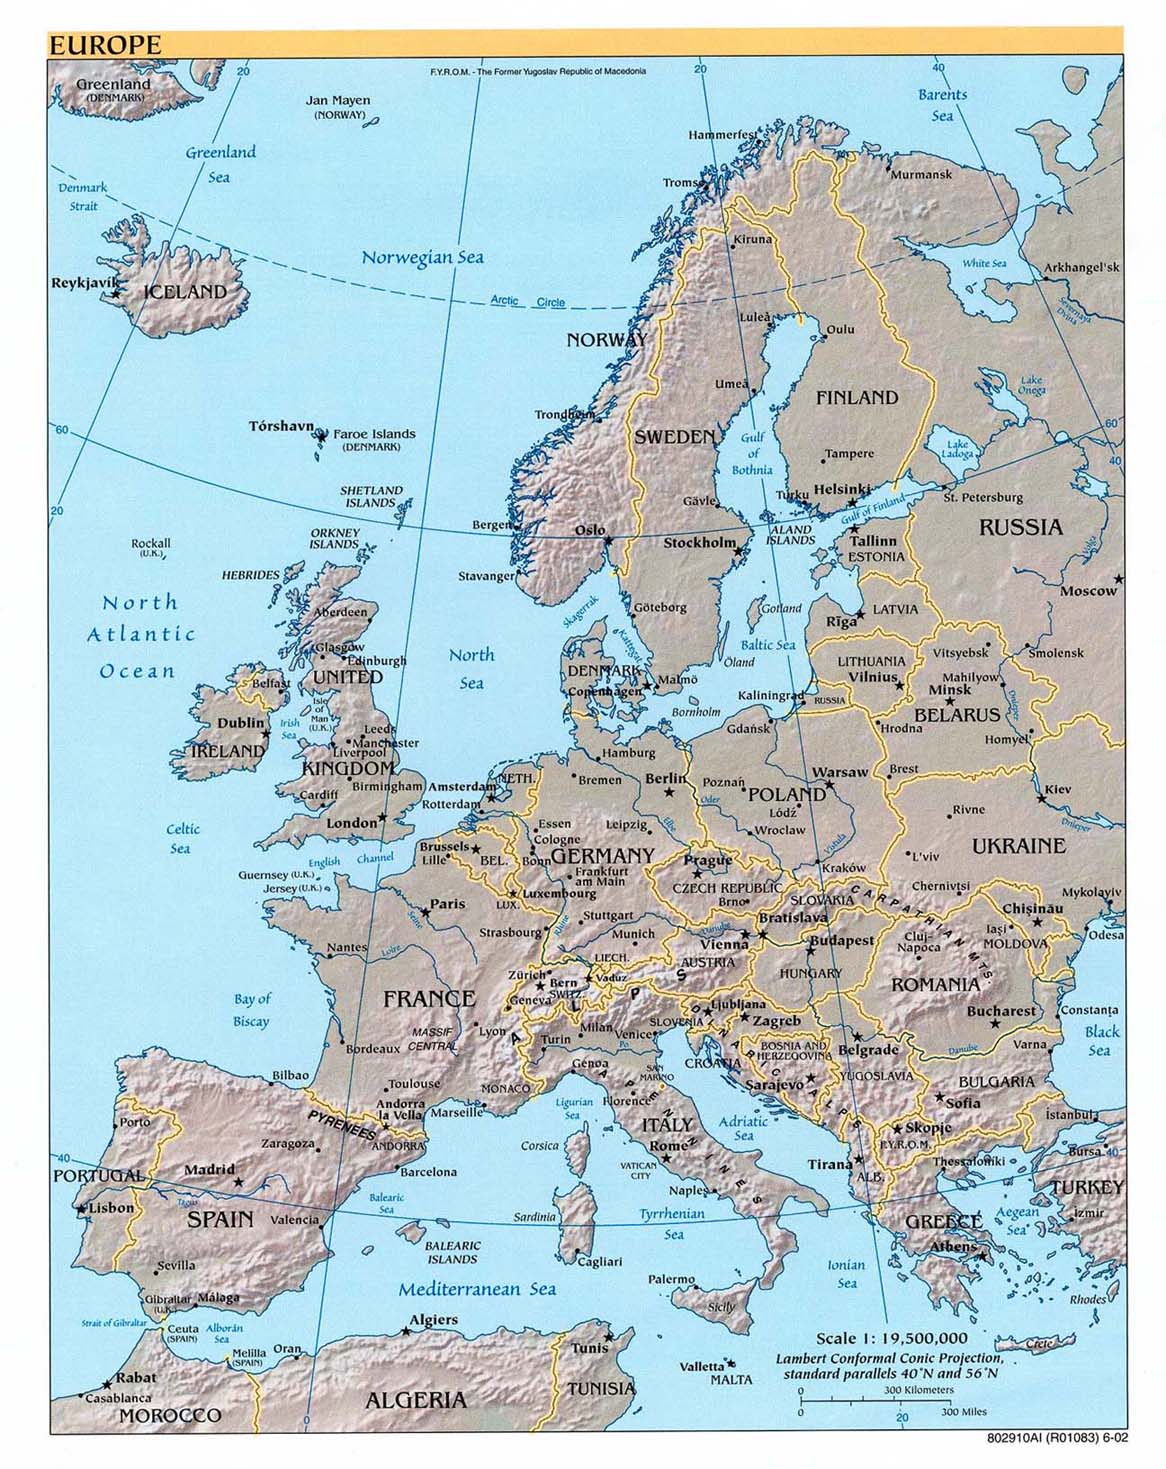 EUROPE
F.Y.R.O.M. - The Former Yugoslav Republic of Macedonia
20
20
40
Greenland
(DENMARK)
Jan Mayen
(NORWAY)
Barents
Sea
Hammerfest
Greenland
Sea
Denmark
Strait
Troms
Murmansk
Kiruna
Norwegian Sea
White Sea
Arkhangel'sk
Reykjavík
ICELAND
Arctic Circle
Severnaya
Dvina
Luleå
Oulu
NORWAY
Umeå
FINLAND
Lake
Onega
Trondheim
60
Tórshavn
Faroe Islands
(DENMARK)
SWEDEN
Gulf
of
Bothnia
Lake
Ladoga
60
40
Tampere
SHETLAND
ISLANDS
Turku
Helsinki
St. Petersburg
Gävle
Gulf of Finland
20
Bergen
Oslo
Stockholm
ALAND
ISLANDS
Tallinn
ESTONIA
RUSSIA
Rockall
(U.K.)
ORKNEY
ISLANDS
Volga
HEBRIDES
Stavanger
Moscow
North
Atlantic
Ocean
Aberdeen
Skagerrak
Göteborg
Gotland
Rīga
LATVIA
Kattegat
Glasgow
Edinburgh
North
Sea
Baltic Sea
Vitsyebsk
Smolensk
UNITED
KINGDOM
DENMARK
Copenhagen
Malmö
Öland
LITHUANIA
Vilnius
Mahilyow
Minsk
BELARUS
Dnieper
Belfast
Isle
of
Man
(U.K.)
Bornholm
Kaliningrad
RUSSIA
Dublin
IRELAND
Irish
Sea
Leeds
Manchester
Liverpool
Gdańsk
Hrodna
Homyel'
Hamburg
Birmingham
Amsterdam
NETH.
Bremen
Berlin
Poznań
Warsaw
Brest
Cardiff
Rotterdam
Oder
POLAND
Łódź
Kiev
London
Essen
Leipzig
Elbe
Wroclaw
Rivne
Dnieper
Celtic
Sea
Cologne
Bonn
GERMANY
Vistula
UKRAINE
English Channel
Brussels
Lille
BEL.
Frankfurt
am Main
Prague
Kraków
L'viv
Guernsey (U.K.)
Jersey (U.K.)
Luxembourg
LUX.
CZECH REPUBLIC
Brno
SLOVAKIA
CARPATHIAN MTS.
Chernivtsi
Mykolayiv
Paris
Seine
Stuttgart
Bratislava
Chişinău
Strasbourg
Rhine
Munich
Danube
Vienna
Budapest
Cluj-
Napoca
Iaşi
MOLDOVA
Odesa
Nantes
Loire
LIECH.
AUSTRIA
Zürich
Vaduz
HUNGARY
Bern
SWITZ.
ALPS
ROMANIA
FRANCE
Geneva
Ljubljana
Bay of
Biscay
SLOVENIA
Zagreb
Bucharest
Constanţa
MASSIF
CENTRAL
Lyon
Milan
Venice
Turin
Po
Black
Sea
Bordeaux
BOSNIA AND
HERZEGOVINA
Belgrade
Danube
Varna
Genoa
CROATIA
SAN
MARINO
Sarajevo
YUGOSLAVIA
BULGARIA
Bilbao
Toulouse
MONACO
DINARIC ALPS
APENNINES
Florence
Sofia
Andorra
la Vella
Marseille
Ligurian
Sea
Adriatic
Sea
İstanbul
Porto
PYRENEES
ITALY
Skopje
F.Y.R.O.M.
Zaragoza
ANDORRA
Corsica
Rome
Tirana
ALB.
Thessaloníki
Bursa
40
40
PORTUGAL
Madrid
Barcelona
VATICAN
CITY
TURKEY
Lisbon
Tagus
Balearic
Sea
Naples
SPAIN
Valencia
Sardinia
Tyrrhenian
Sea
GREECE
Aegean
Sea
İzmir
BALEARIC
ISLANDS
Athens
Sevilla
Cagliari
Ionian
Sea
Palermo
Mediterranean Sea
Gibraltar
(U.K.)
Málaga
Sicily
Rhodes
Strait of Gibraltar
Ceuta
(SPAIN)
Alborán
Sea
Algiers
Tunis
Crete
Melilla
(SPAIN)
Oran
Valletta
MALTA
Rabat
Casablanca
MOROCCO
ALGERIA
TUNISIA
0
Scale 1: 19,500,000
Lambert Conformal Conic Projection,
standard parallels 40°N and 56°N
0 300 Kilometers
0 300 Miles
20
802910AI (R01083) 6-02